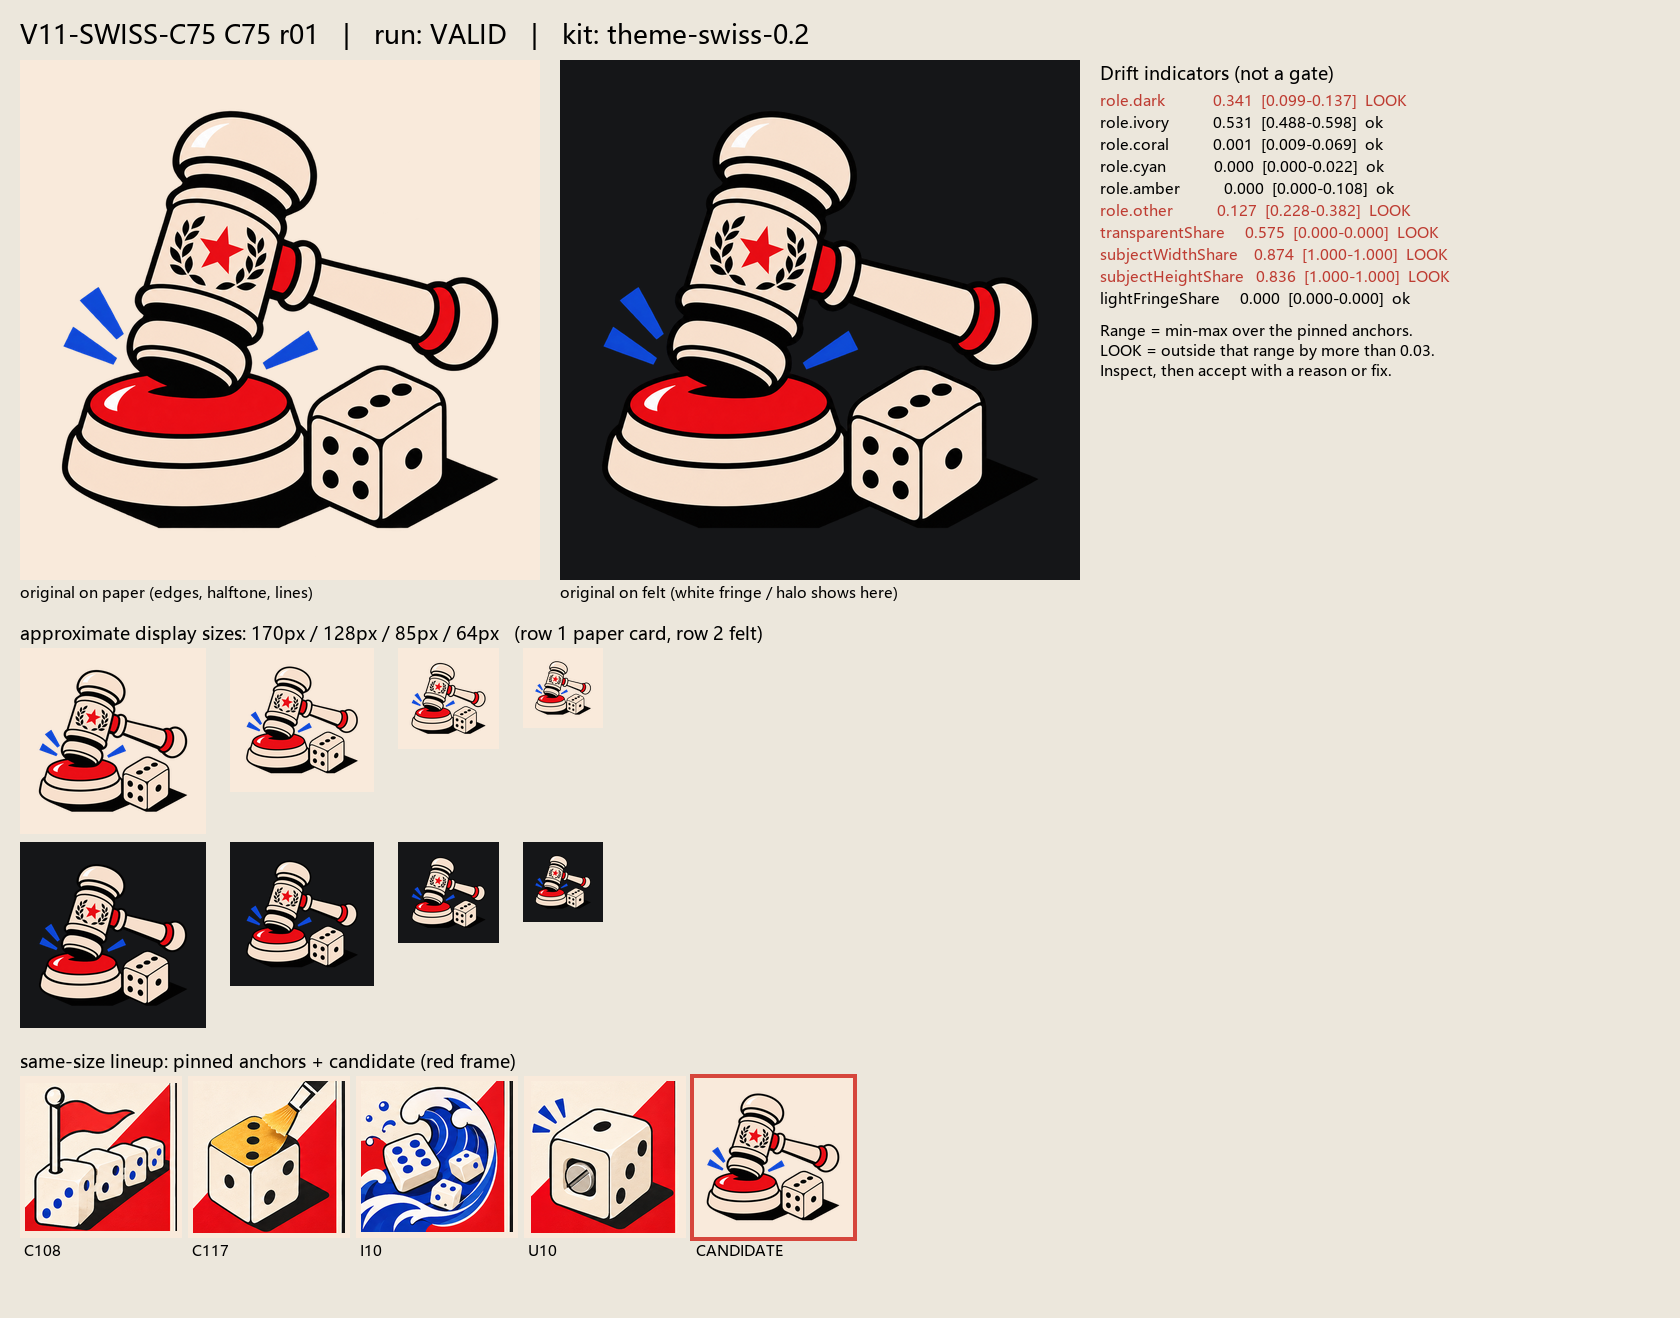 V11-SWISS-C75 C75 r01 | run: VALID | kit: theme-swiss-0.2
Drift indicators (not a gate)
role.dark 0.341 [0.099-0.137] LOOK
role.ivory 0.531 [0.488-0.598] ok
role.coral 0.001 [0.009-0.069] ok
role.cyan 0.000 [0.000-0.022] ok
role.amber 0.000 [0.000-0.108] ok
role.other 0.127 [0.228-0.382] LOOK
transparentShare 0.575 [0.000-0.000] LOOK
subjectWidthShare 0.874 [1.000-1.000] LOOK
subjectHeightShare 0.836 [1.000-1.000] LOOK
lightFringeShare 0.000 [0.000-0.000] ok
Range = min-max over the pinned anchors.
LOOK = outside that range by more than 0.03.
Inspect, then accept with a reason or fix.
original on paper (edges, halftone, lines)
original on felt (white fringe / halo shows here)
approximate display sizes: 170px / 128px / 85px / 64px (row 1 paper card, row 2 felt)
same-size lineup: pinned anchors + candidate (red frame)
C108
C117
I10
U10
CANDIDATE